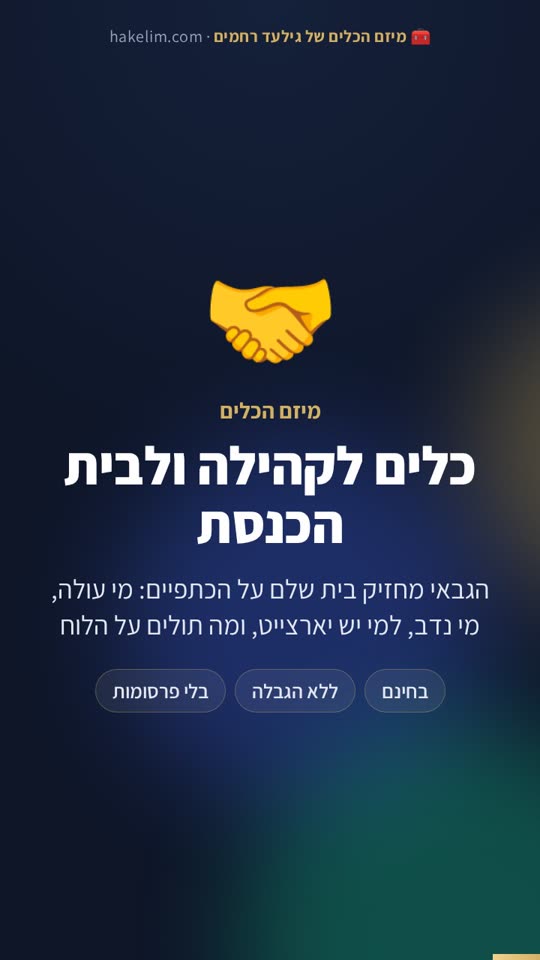 🧰 מיזם הכלים של גילעד רחמים · hakelim.com
מיזם הכלים
כלים לקהילה ולבית
הכנסת
הגבאי מחזיק בית שלם על הכתפיים: מי עולה,
מי נדב, למי יש יארצייט, ומה תולים על הלוח
בחינם
ללא הגבלה
בלי פרסומות